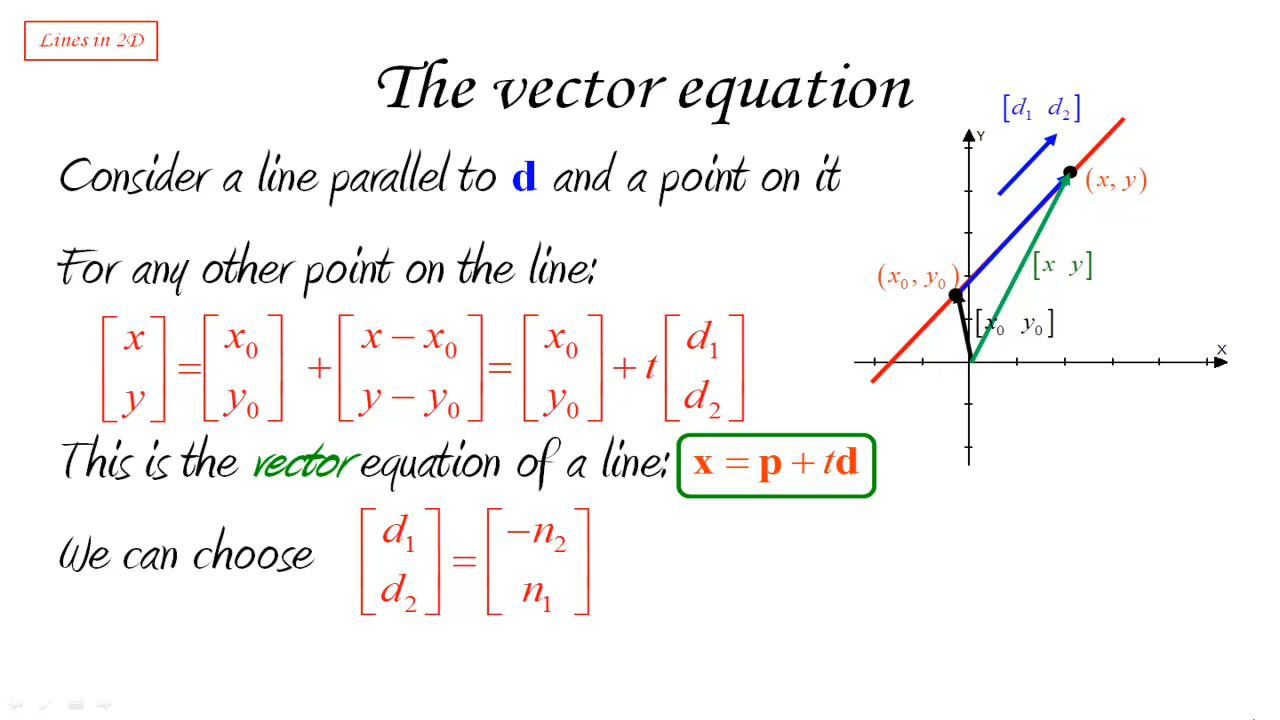 Lines in 2D
The vector equation
Consider a line parallel to d and a point on it
For any other point on the line:
[x y] = [x₀ y₀] + [x − x₀ y − y₀] = [x₀ y₀] + t [d₁ d₂]
This is the vector equation of a line: x = p + td
We can choose [d₁ d₂] = [−n₂ n₁]
[d₁ d₂]
Y
(x, y)
[x y]
(x₀, y₀)
[x₀ y₀]
X